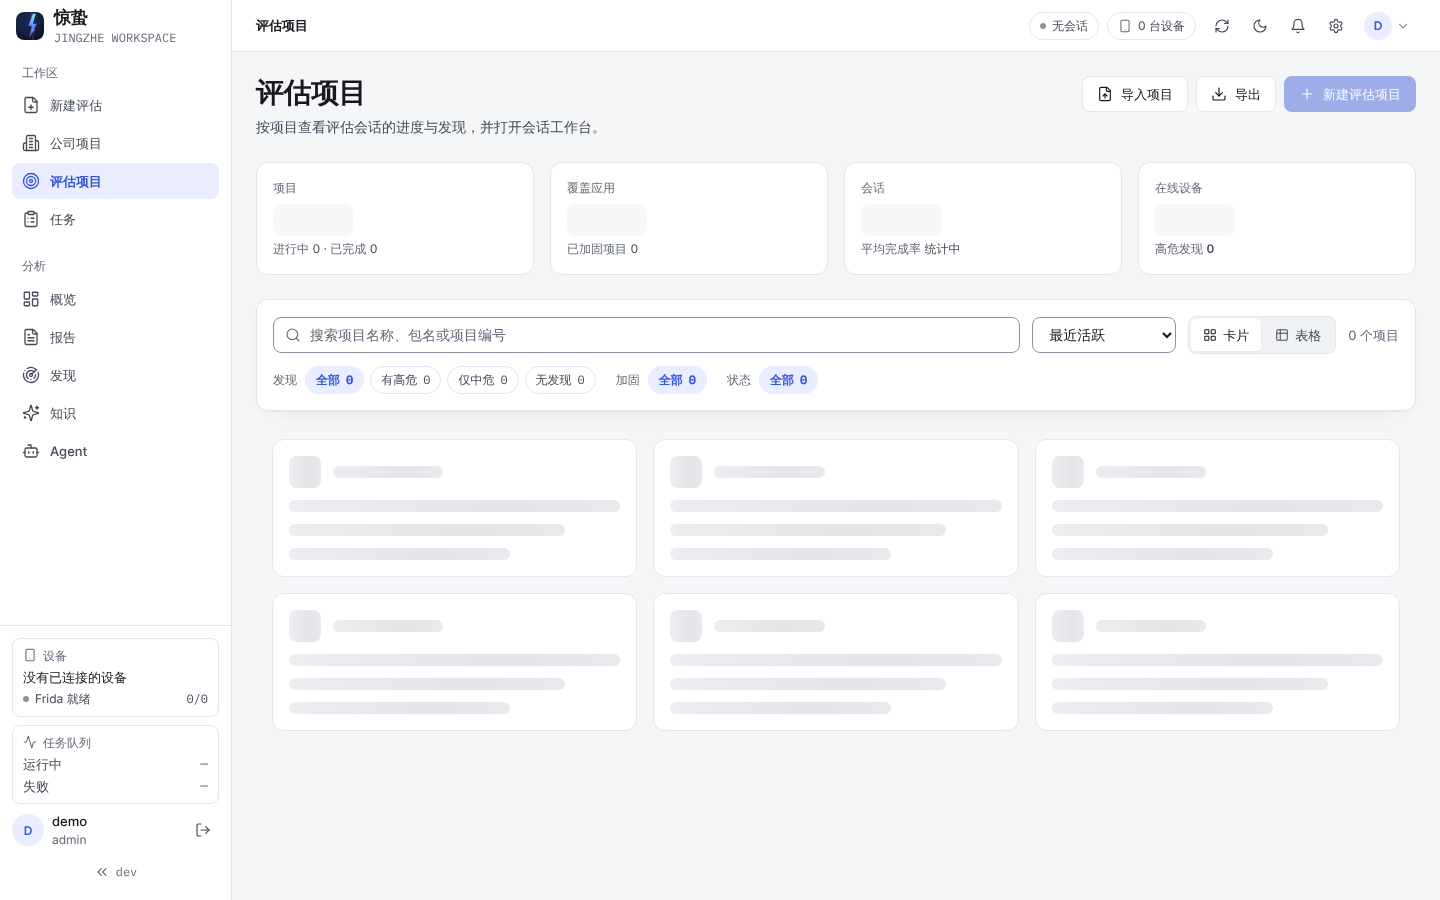 惊蛰
JINGZHE WORKSPACE
工作区
新建评估
公司项目
评估项目
任务
分析
概览
报告
发现
知识
Agent
设备
没有已连接的设备
Frida 就绪 0/0
任务队列
运行中 —
失败 —
D demo
admin
dev
评估项目
无会话 0 台设备 D
评估项目
导入项目 导出 新建评估项目
按项目查看评估会话的进度与发现，并打开会话工作台。
项目
进行中 0 · 已完成 0
覆盖应用
已加固项目 0
会话
平均完成率 统计中
在线设备
高危发现 0
搜索项目名称、包名或项目编号 最近活跃 卡片 表格 0 个项目
发现 全部 0 有高危 0 仅中危 0 无发现 0 加固 全部 0 状态 全部 0